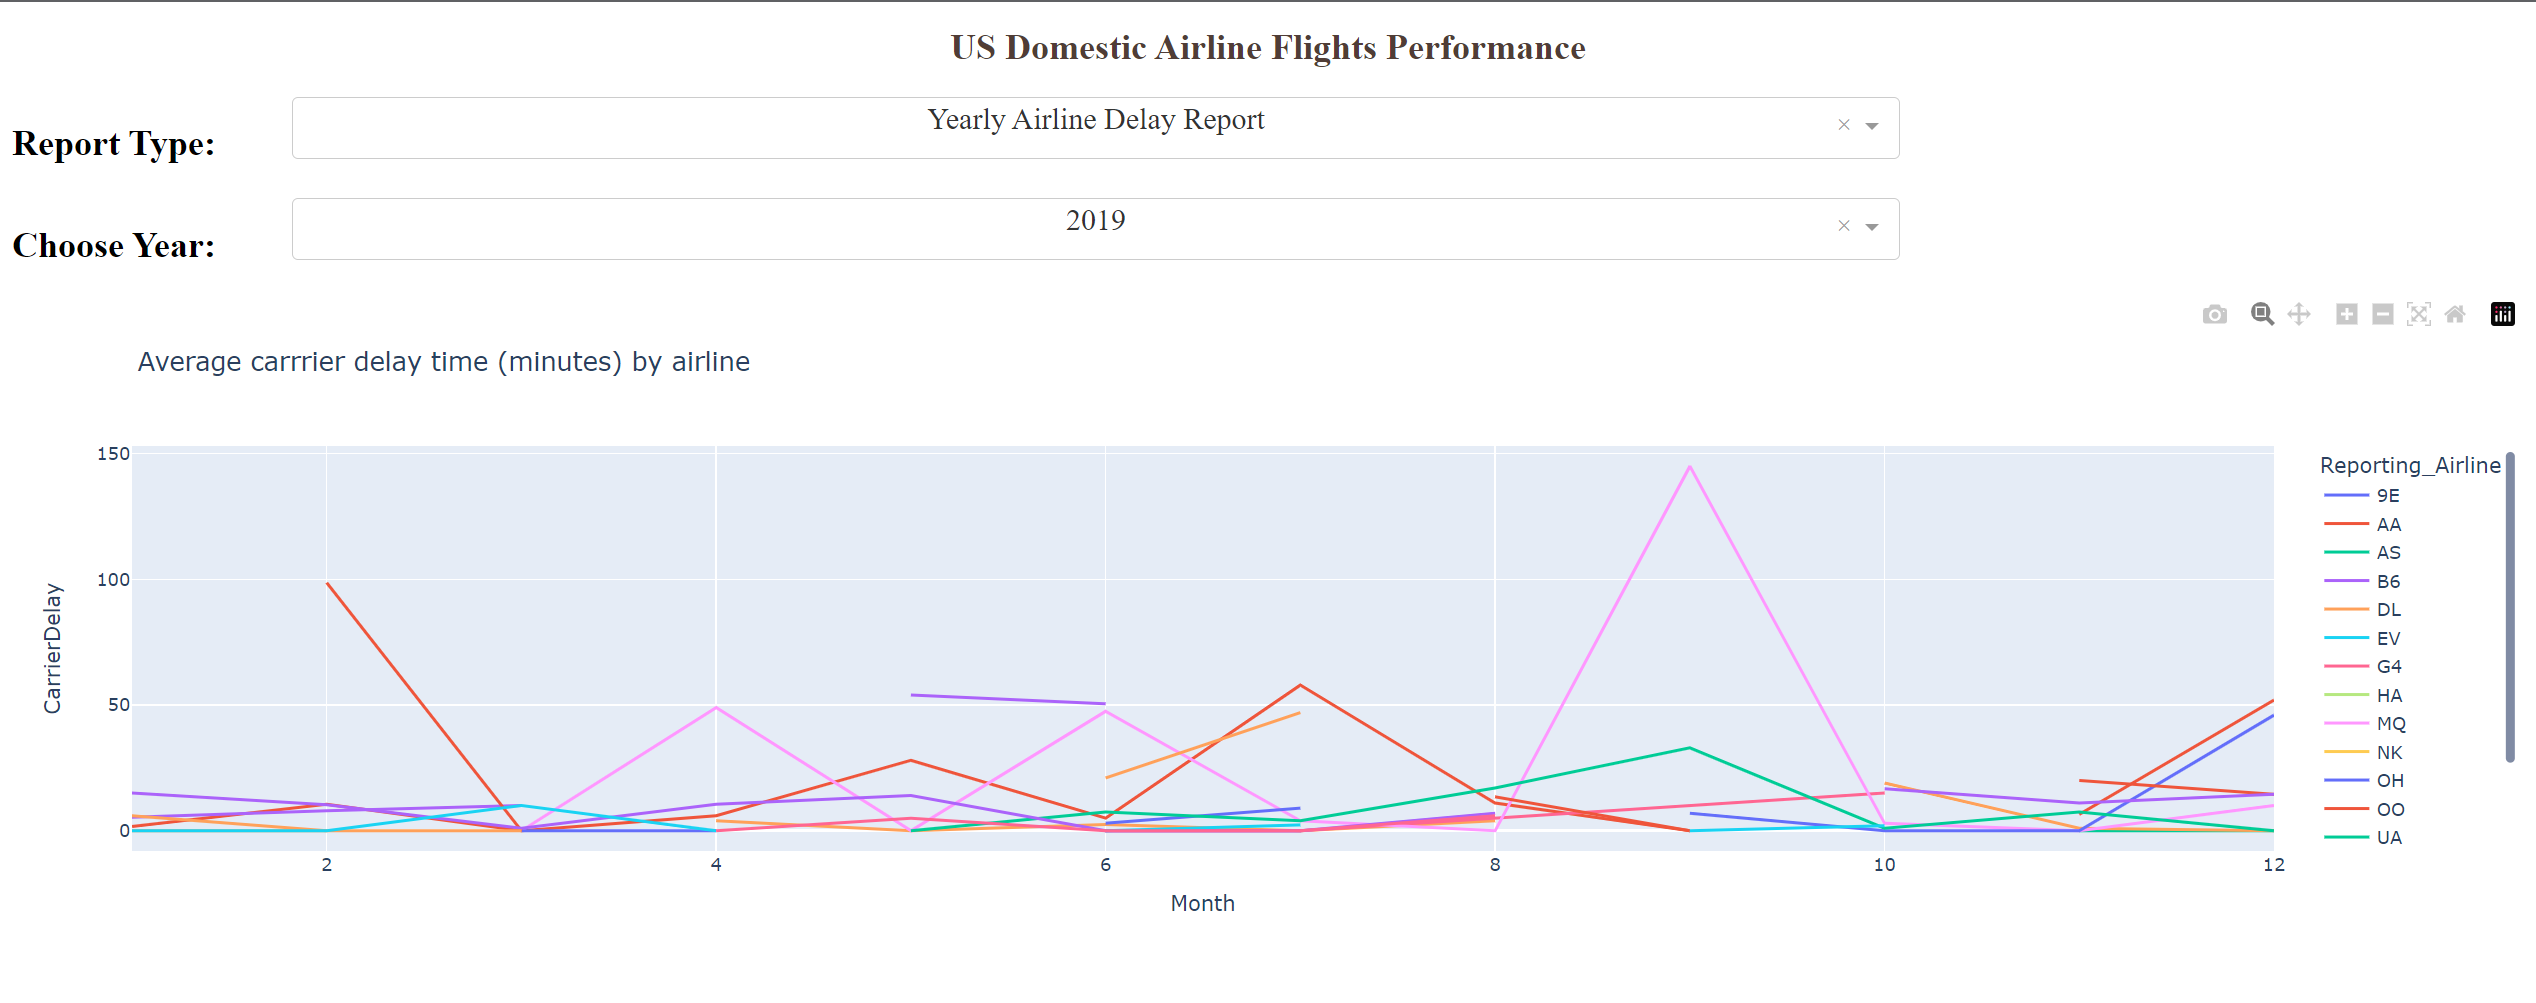 US Domestic Airline Flights Performance
Report Type:
Yearly Airline Delay Report
Choose Year:
2019
Average carrrier delay time (minutes) by airline
150
100
50
0
CarrierDelay
2
4
6
8
10
12
Month
Reporting_Airline
9E
AA
AS
B6
DL
EV
G4
HA
MQ
NK
OH
OO
UA